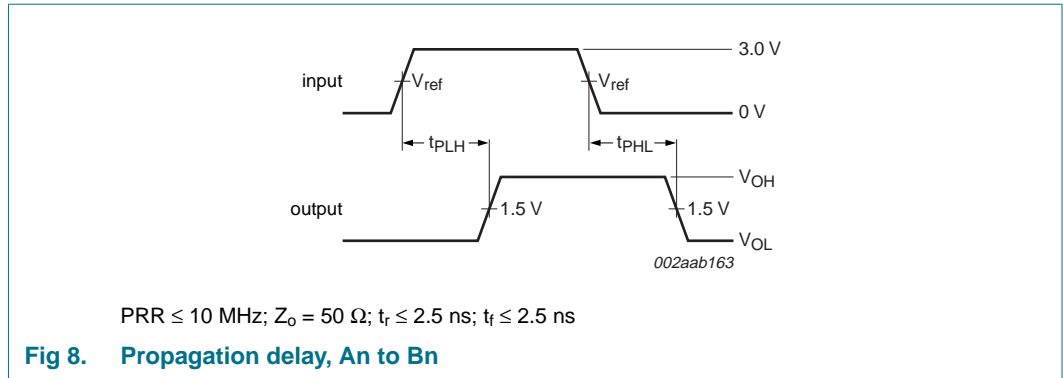 3.0 V
input
Vref
Vref
0 V
tPLH
tPHL
VOH
output
1.5 V
1.5 V
VOL
002aab163
PRR ≤ 10 MHz; Zo = 50 Ω; tr ≤ 2.5 ns; tf ≤ 2.5 ns
Fig 8. Propagation delay, An to Bn